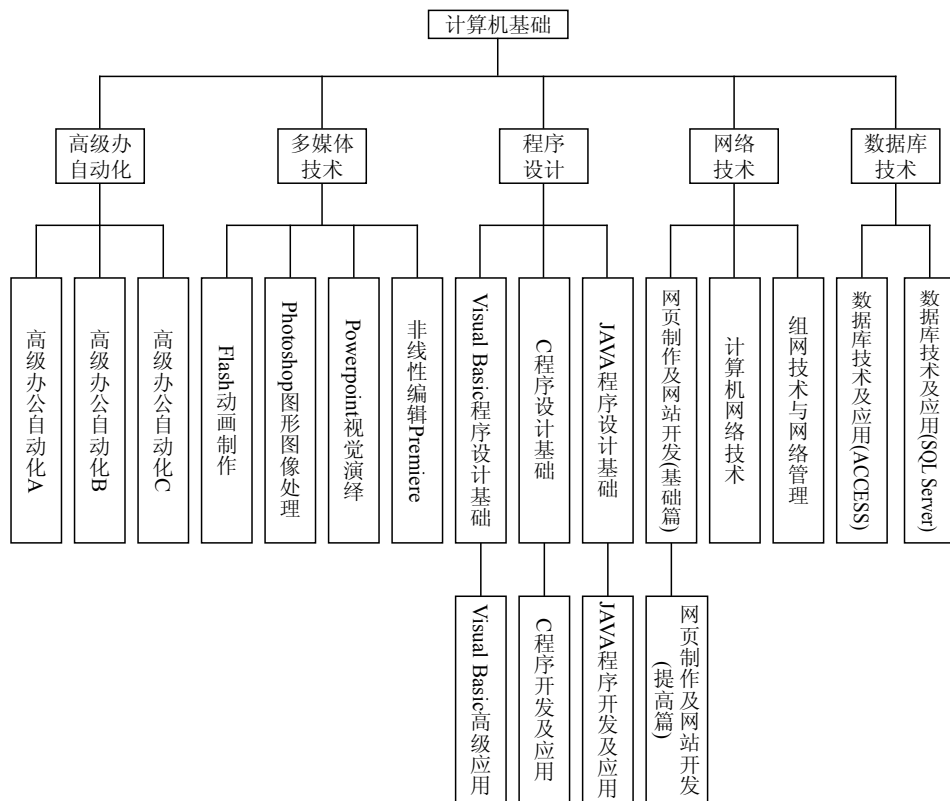 计算机基础
高级办
自动化
多媒体
技术
程序
设计
网络
技术
数据库
技术
高级办公自动化A
高级办公自动化B
高级办公自动化C
Flash动画制作
Photoshop图形图像处理
Powerpoint视觉演绎
非线性编辑Premiere
Visual Basic程序设计基础
C程序设计基础
JAVA程序设计基础
网页制作及网站开发(基础篇)
计算机网络技术
组网技术与网络管理
数据库技术及应用(ACCESS)
数据库技术及应用(SQL Server)
Visual Basic高级应用
C程序开发及应用
JAVA程序开发及应用
网页制作及网站开发
(提高篇)